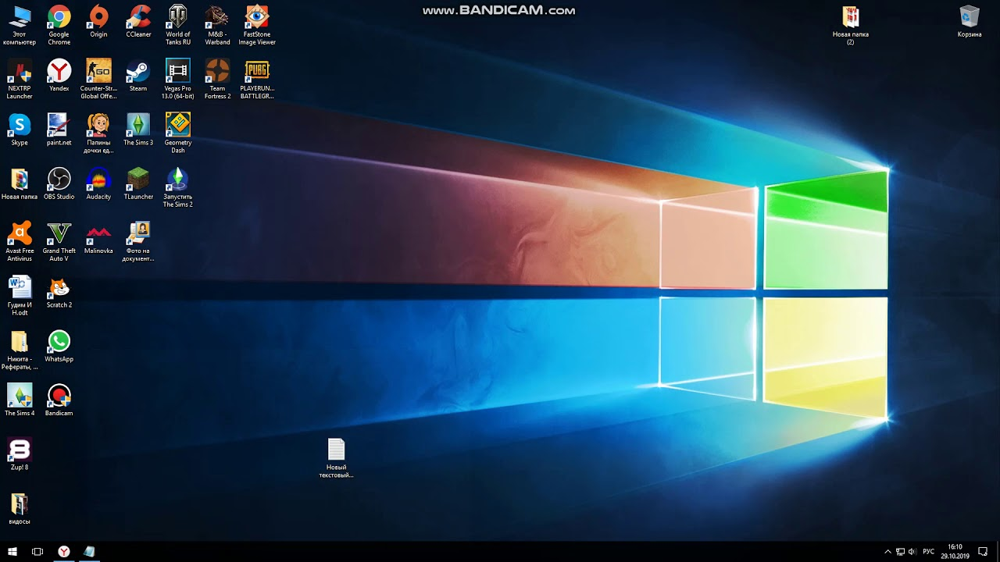 www.BANDICAM.com
Этот
компьютер
Google
Chrome
Origin
CCleaner
World of
Tanks RU
M&B -
Warband
FastStone
Image Viewer
Новая папка
(2)
Корзина
NEXTRP
Launcher
Yandex
GO
Counter-Str...
Global Offe...
Steam
Vegas Pro
13.0 (64-bit)
Team
Fortress 2
PUBG
PLAYERUN...
BATTLEGR...
Skype
paint.net
Папины
дочки ед...
The Sims 3
Geometry
Dash
Новая папка
OBS Studio
Audacity
TLauncher
Запустить
The Sims 2
Avast Free
Antivirus
Grand Theft
Auto V
Malinovka
Фото на
документ...
Гудим И
Н.odt
Scratch 2
Никита -
Рефераты, ...
WhatsApp
The Sims 4
Bandicam
Zup! 8
Новый
текстовый...
видосы
РУС
16:10
29.10.2019